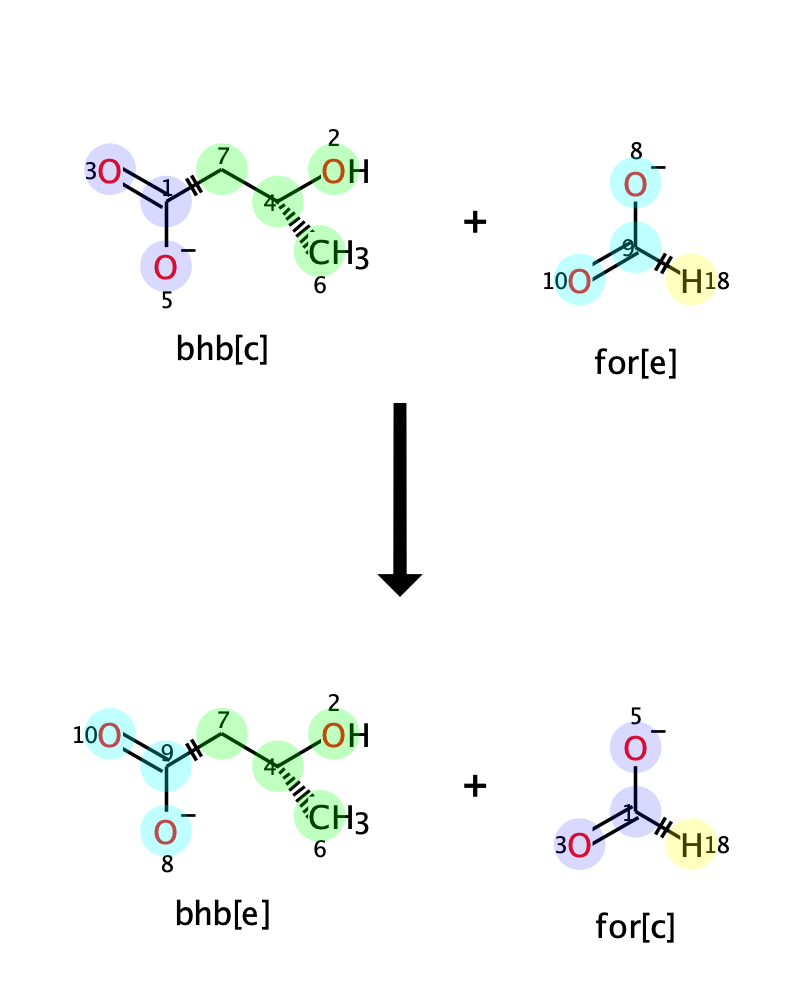 2
7
8
3O
1
OH
O−
4
+
9
O−
CH3
10O
H18
5
6
bhb[c]
for[e]
2
5
7
10O
9
OH
O−
4
+
1
O−
CH3
3O
H18
8
6
bhb[e]
for[c]